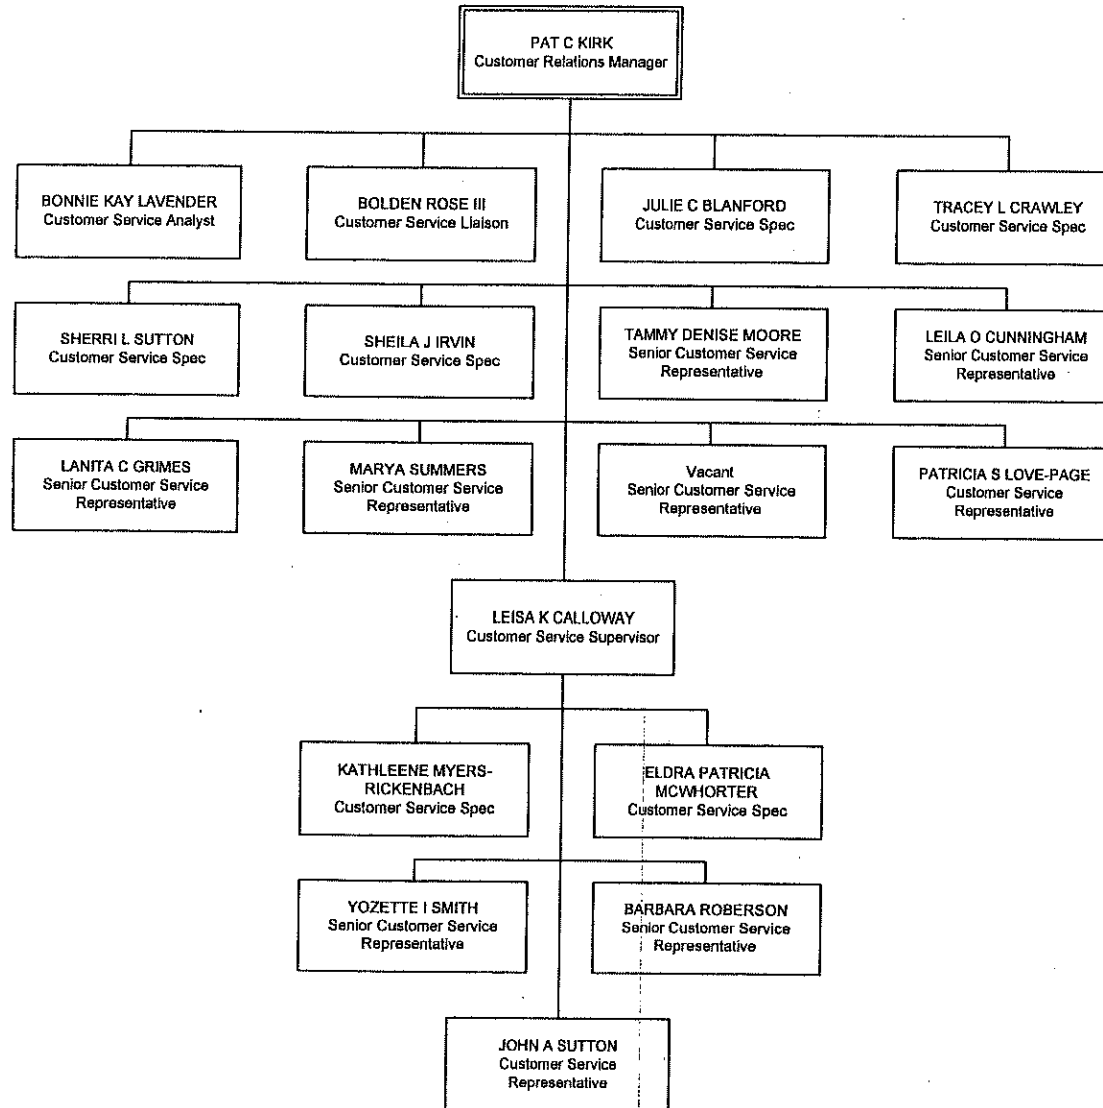 PAT C KIRK
Customer Relations Manager
BONNIE KAY LAVENDER
Customer Service Analyst
BOLDEN ROSE III
Customer Service Liaison
JULIE C BLANFORD
Customer Service Spec
TRACEY L CRAWLEY
Customer Service Spec
SHERRI L SUTTON
Customer Service Spec
SHEILA J IRVIN
Customer Service Spec
TAMMY DENISE MOORE
Senior Customer Service
Representative
LEILA O CUNNINGHAM
Senior Customer Service
Representative
LANITA C GRIMES
Senior Customer Service
Representative
MARYA SUMMERS
Senior Customer Service
Representative
Vacant
Senior Customer Service
Representative
PATRICIA S LOVE-PAGE
Customer Service
Representative
LEISA K CALLOWAY
Customer Service Supervisor
KATHLEENE MYERS-
RICKENBACH
Customer Service Spec
ELDRA PATRICIA
MCWHORTER
Customer Service Spec
YOZETTE I SMITH
Senior Customer Service
Representative
BARBARA ROBERSON
Senior Customer Service
Representative
JOHN A SUTTON
Customer Service
Representative